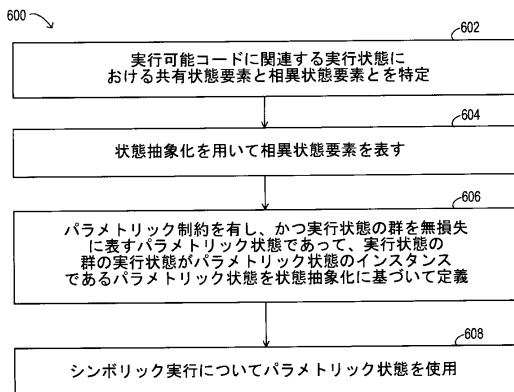 600
602
実行可能コードに関連する実行状態に
おける共有状態要素と相異状態要素とを特定
604
状態抽象化を用いて相異状態要素を表す
606
パラメトリック制約を有し、かつ実行状態の群を無損失
に表すパラメトリック状態であって、実行状態の
群の実行状態がパラメトリック状態のインスタンス
であるパラメトリック状態を状態抽象化に基づいて定義
608
シンボリック実行についてパラメトリック状態を使用